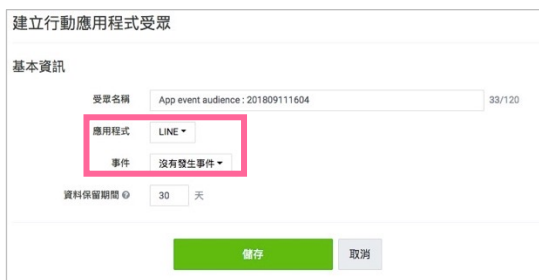 建立行動應用程式受眾
基本資訊
受眾名稱 App event audience : 201809111604 33/120
應用程式 LINE
事件 沒有發生事件
資料保留期間 30 天
儲存 取消